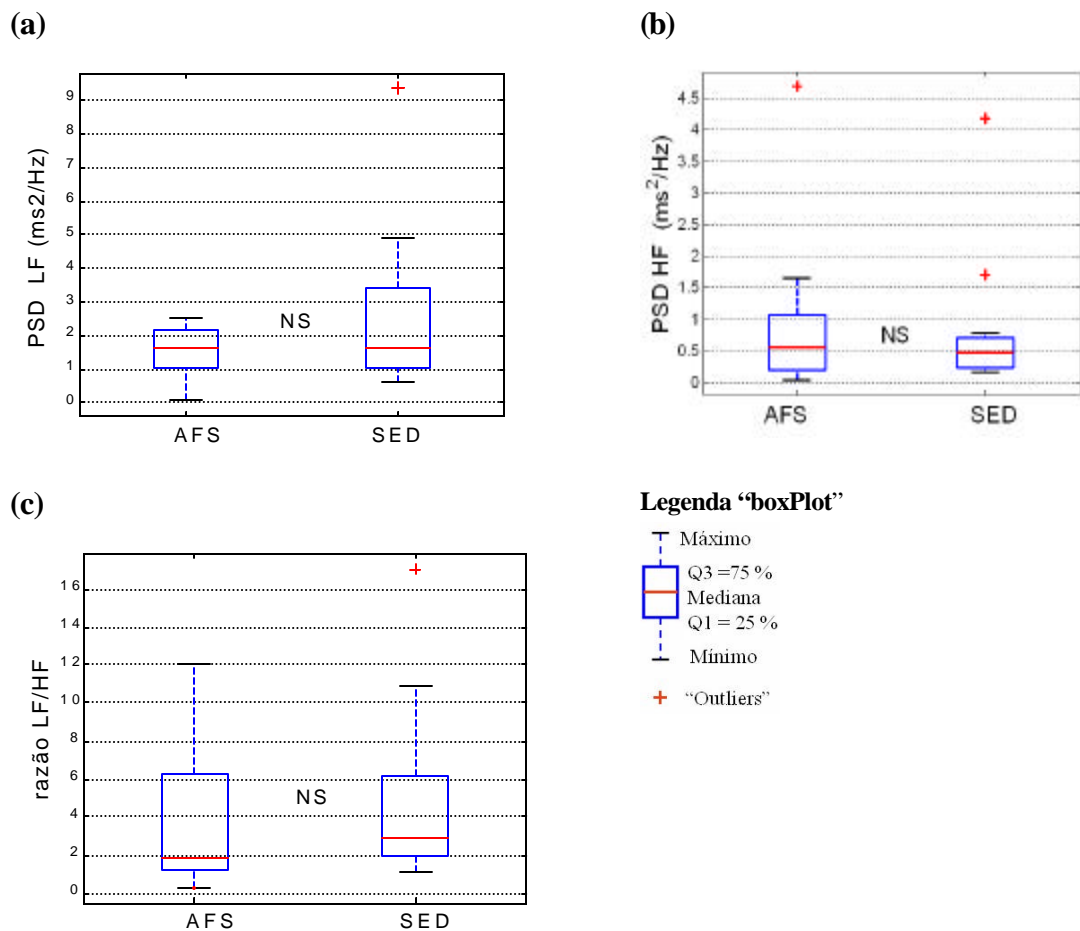 (a)
PSD LF (ms2/Hz)
9
8
7
6
5
4
3
2
1
0
NS
AFS
SED
(b)
PSD HF (ms²/Hz)
4.5
4
3.5
3
2.5
2
1.5
1
0.5
0
NS
AFS
SED
(c)
razão LF/HF
16
14
12
10
8
6
4
2
0
NS
AFS
SED
Legenda “boxPlot”
Máximo
Q3 =75 %
Mediana
Q1 = 25 %
Mínimo
“Outliers”